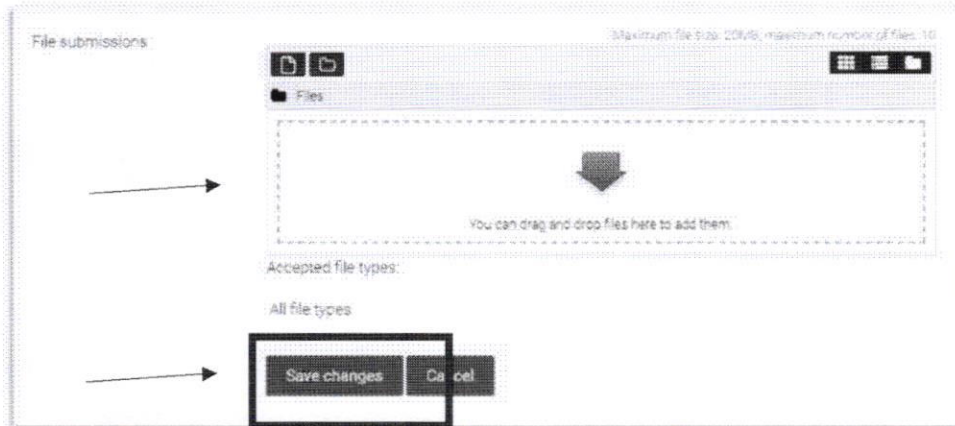 File submissions
Maximum file size: 20MB, maximum number of files: 10
Files
You can drag and drop files here to add them.
Accepted file types:
All file types
Save changes
Cancel